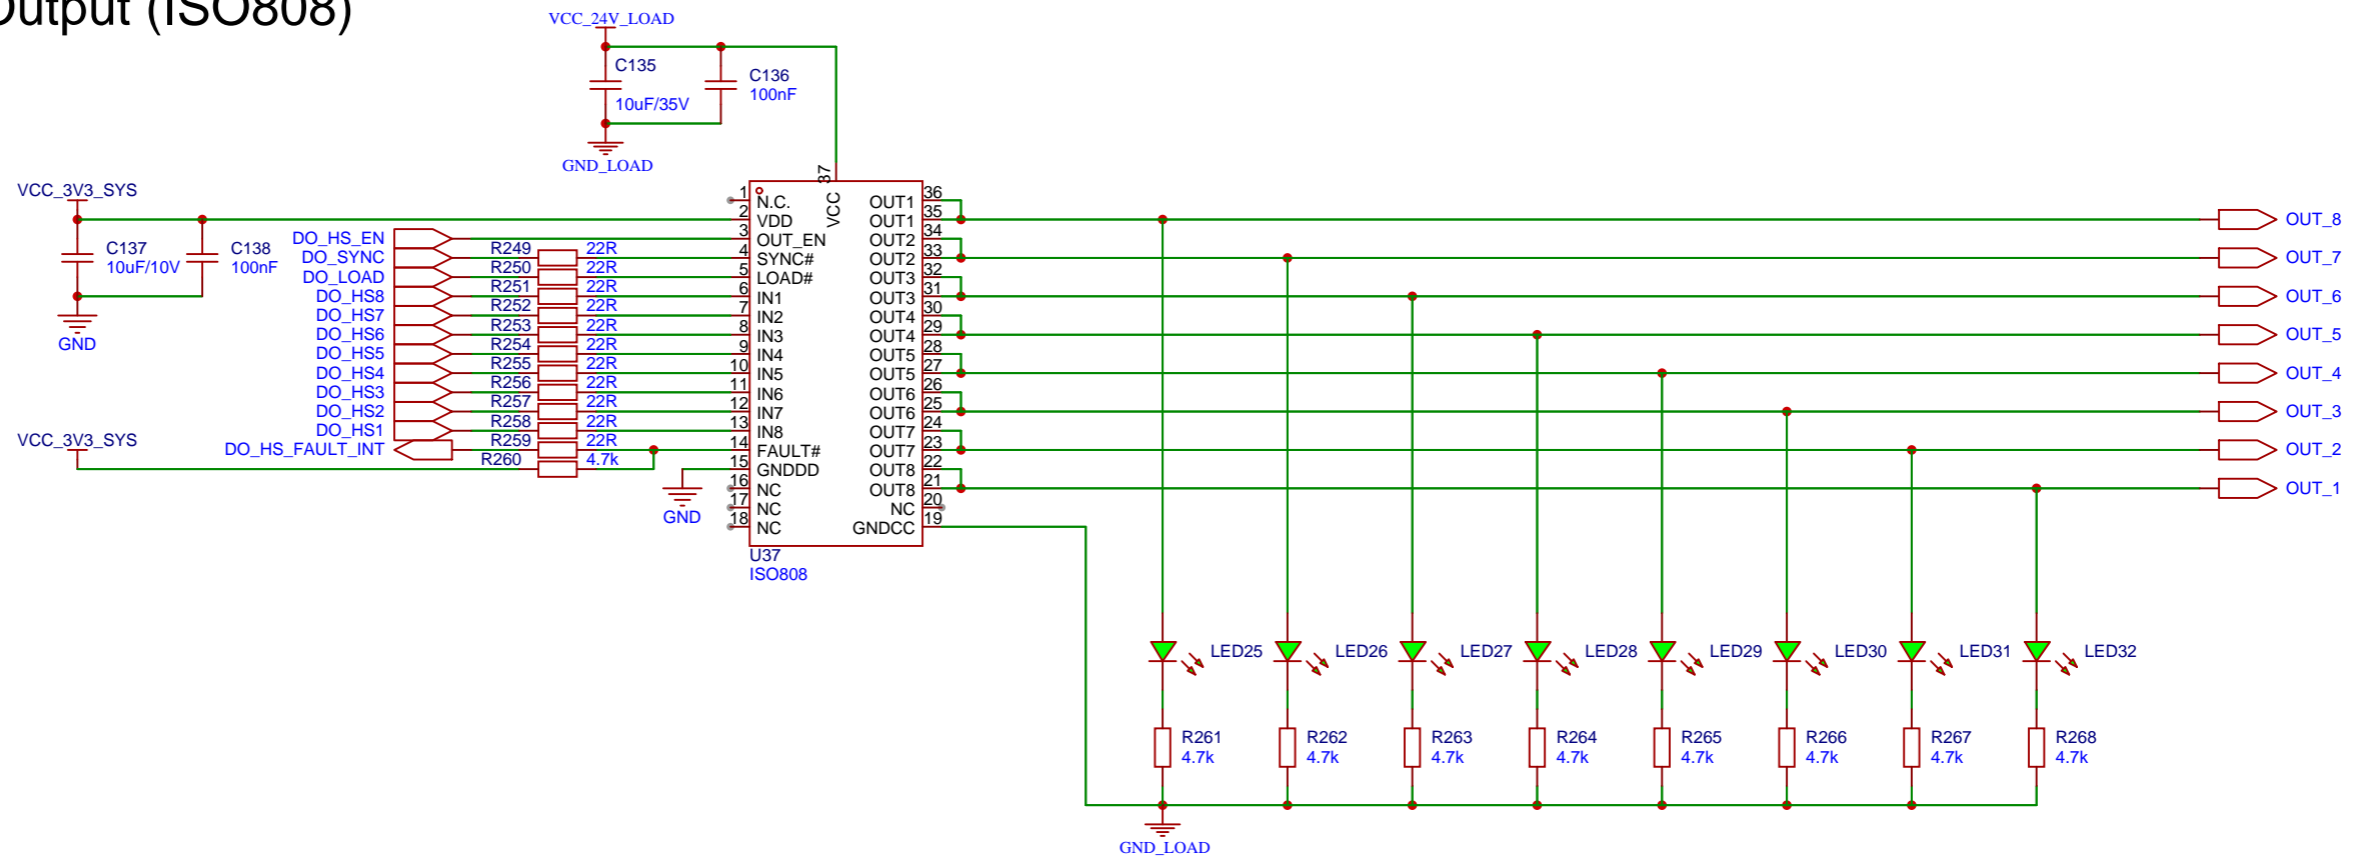 Output (ISO808)
VCC_24V_LOAD
C135
10uF/35V
C136
100nF
GND_LOAD
VCC_3V3_SYS
C137
10uF/10V
C138
100nF
GND
DO_HS_EN
DO_SYNC
DO_LOAD
DO_HS8
DO_HS7
DO_HS6
DO_HS5
DO_HS4
DO_HS3
DO_HS2
DO_HS1
DO_HS_FAULT_INT
VCC_3V3_SYS
R249 22R
R250 22R
R251 22R
R252 22R
R253 22R
R254 22R
R255 22R
R256 22R
R257 22R
R258 22R
R259 22R
R260 4.7k
GND
37
VCC
1 N.C.
2 VDD
3 OUT_EN
4 SYNC#
5 LOAD#
6 IN1
7 IN2
8 IN3
9 IN4
10 IN5
11 IN6
12 IN7
13 IN8
14 FAULT#
15 GNDDD
16 NC
17 NC
18 NC
OUT1 36
OUT1 35
OUT2 34
OUT2 33
OUT3 32
OUT3 31
OUT4 30
OUT4 29
OUT5 28
OUT5 27
OUT6 26
OUT6 25
OUT7 24
OUT7 23
OUT8 22
OUT8 21
NC 20
GNDCC 19
U37
ISO808
OUT_8
OUT_7
OUT_6
OUT_5
OUT_4
OUT_3
OUT_2
OUT_1
LED25
LED26
LED27
LED28
LED29
LED30
LED31
LED32
R261
4.7k
R262
4.7k
R263
4.7k
R264
4.7k
R265
4.7k
R266
4.7k
R267
4.7k
R268
4.7k
GND_LOAD